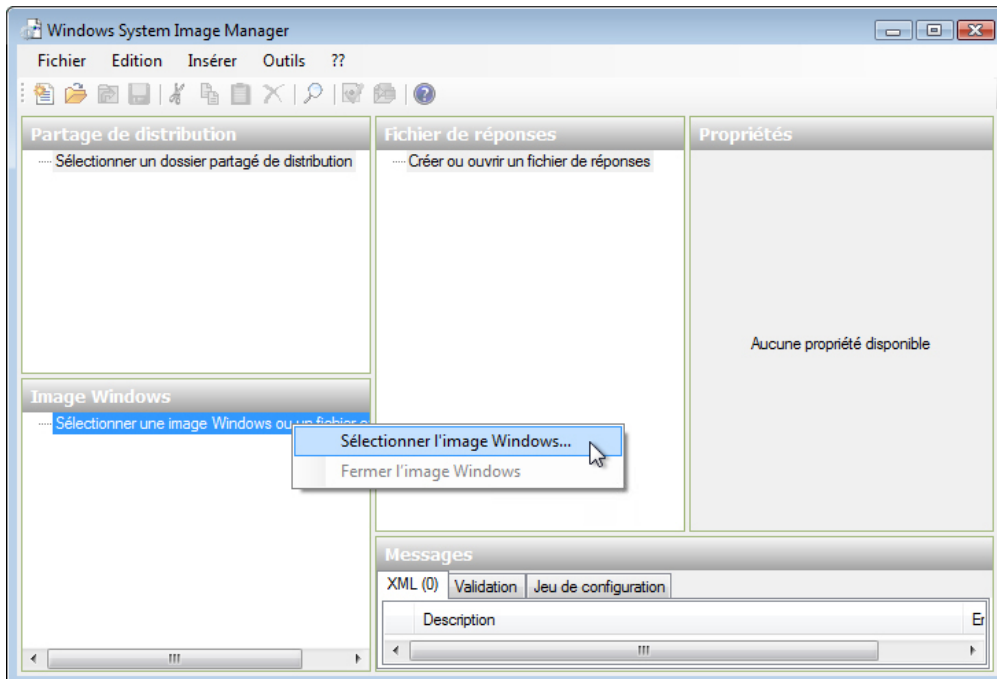 Windows System Image Manager
Fichier Edition Insérer Outils ??
Partage de distribution
Sélectionner un dossier partagé de distribution
Fichier de réponses
Créer ou ouvrir un fichier de réponses
Propriétés
Aucune propriété disponible
Image Windows
Sélectionner une image Windows ou un fichier
Sélectionner l'image Windows...
Fermer l'image Windows
Messages
XML (0) Validation Jeu de configuration
Description Er